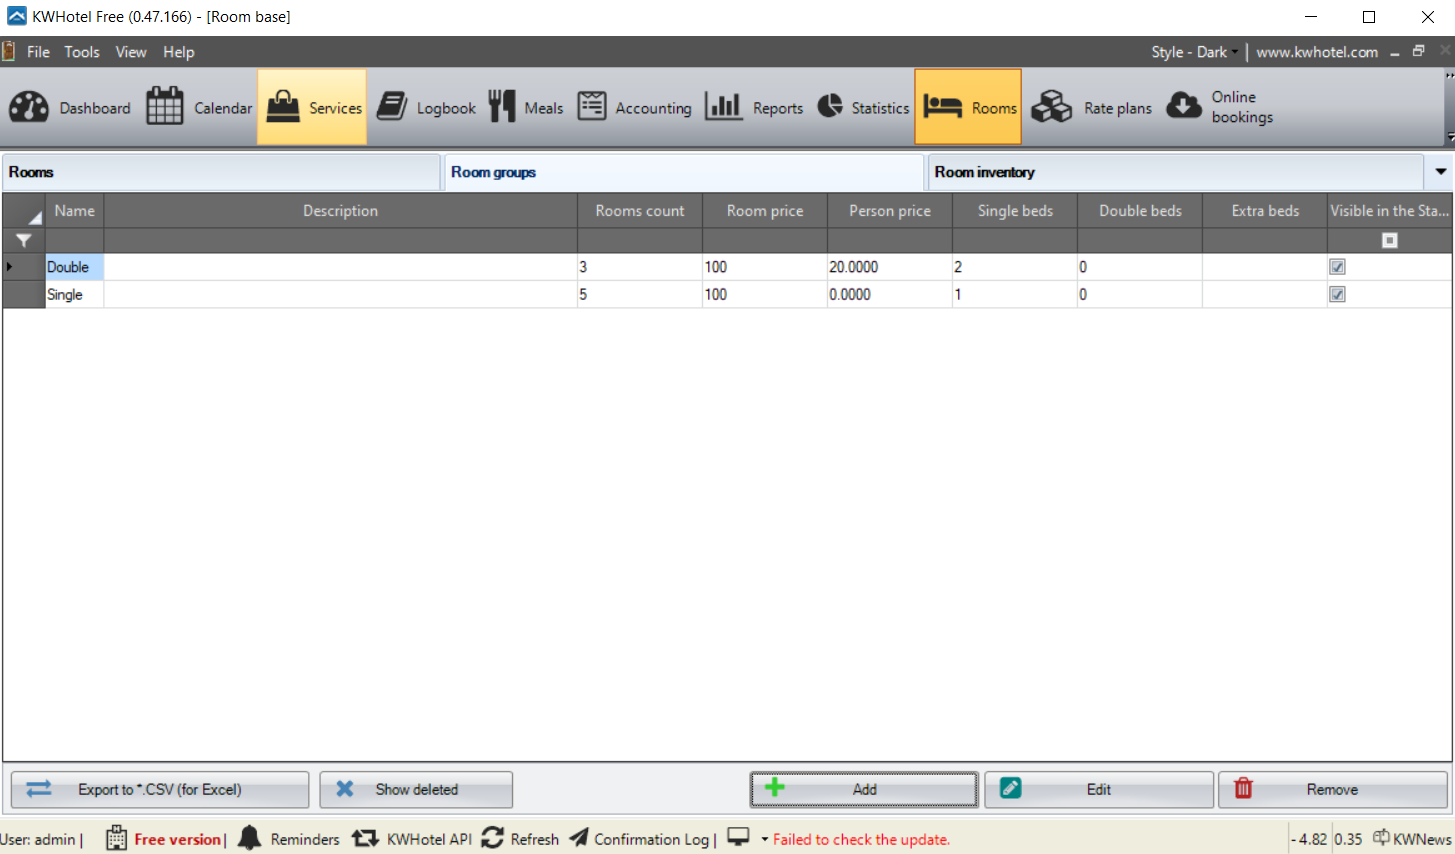 KWHotel Free (0.47.166) - [Room base]
File Tools View Help Style - Dark | www.kwhotel.com
Dashboard Calendar Services Logbook Meals Accounting Reports Statistics Rooms Rate plans Online bookings
Rooms Room groups Room inventory
Name Description Rooms count Room price Person price Single beds Double beds Extra beds Visible in the Sta...
Double 3 100 20.0000 2 0
Single 5 100 0.0000 1 0
Export to *.CSV (for Excel) Show deleted Add Edit Remove
User: admin | Free version | Reminders KWHotel API Refresh Confirmation Log | Failed to check the update. - 4.82 0.35 KWNews